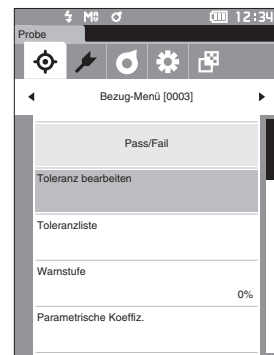 12:34
Probe
Bezug-Menü [0003]
Pass/Fail
Toleranz bearbeiten
Toleranzliste
Warnstufe
0%
Parametrische Koeffiz.